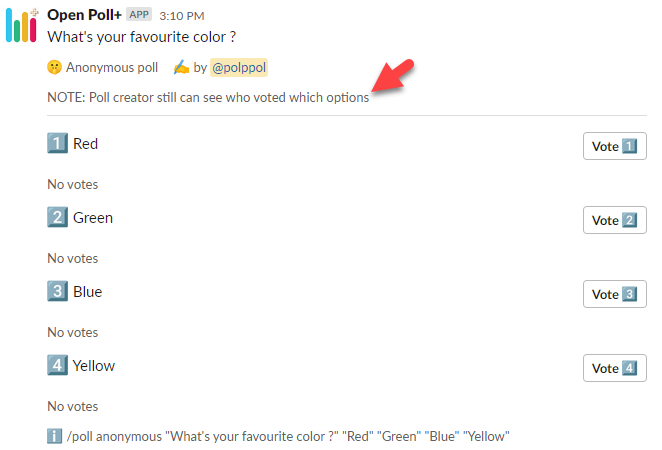 Open Poll+ APP 3:10 PM
What's your favourite color ?
🤫 Anonymous poll ✍️ by @polppol
NOTE: Poll creator still can see who voted which options
1️⃣ Red Vote 1️⃣
No votes
2️⃣ Green Vote 2️⃣
No votes
3️⃣ Blue Vote 3️⃣
No votes
4️⃣ Yellow Vote 4️⃣
No votes
ℹ️ /poll anonymous "What's your favourite color ?" "Red" "Green" "Blue" "Yellow"